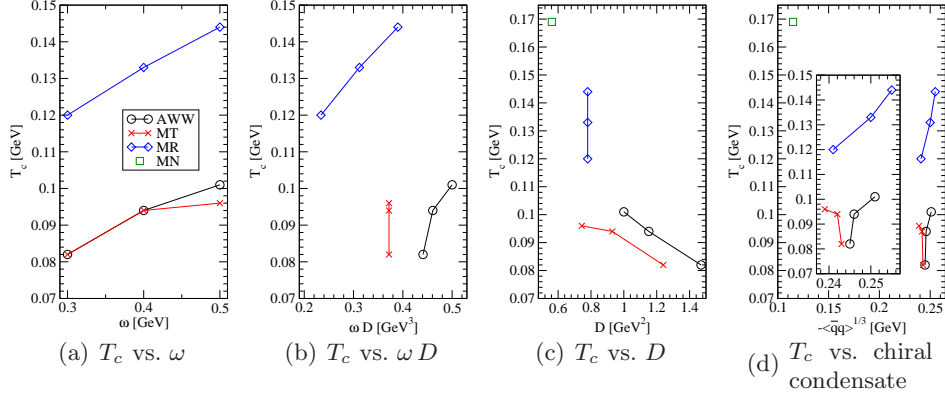 0.15
0.14
0.13
0.12
0.11
0.1
0.09
0.08
0.07
T_c [GeV]
AWW
MT
MR
MN
0.3 0.4 0.5
ω [GeV]
(a) T_c vs. ω
0.15
0.14
0.13
0.12
0.11
0.1
0.09
0.08
0.07
T_c [GeV]
0.2 0.3 0.4 0.5
ω D [GeV^3]
(b) T_c vs. ω D
0.17
0.16
0.15
0.14
0.13
0.12
0.11
0.1
0.09
0.08
0.07
T_c [GeV]
0.6 0.8 1 1.2 1.4
D [GeV^2]
(c) T_c vs. D
0.17
0.16
0.15
0.14
0.13
0.12
0.11
0.1
0.09
0.08
0.07
T_c [GeV]
0.15
0.14
0.13
0.12
0.11
0.1
0.09
0.08
0.07
0.24 0.25
0.1 0.15 0.2 0.25
-<q̄q>^1/3 [GeV]
(d) T_c vs. chiral
condensate